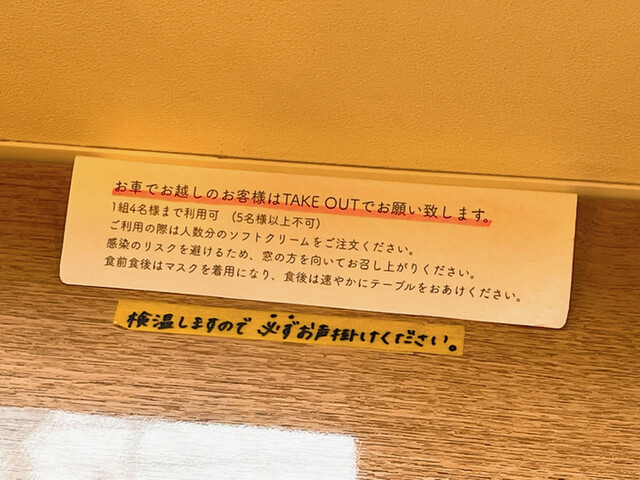 お車でお越しのお客様はTAKE OUTでお願い致します。
1組4名様まで利用可 (5名様以上不可)
ご利用の際は人数分のソフトクリームをご注文ください。
感染のリスクを避けるため、窓の方を向いてお召し上がりください。
食前食後はマスクを着用になり、食後は速やかにテーブルをおあけください。
検温しますので必ずお声掛けください。